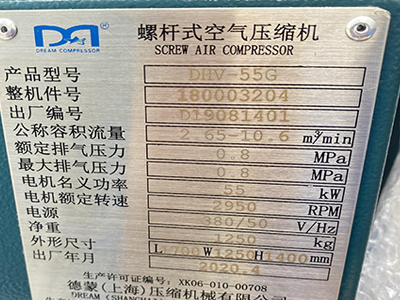 DREAM COMPRESSOR
螺杆式空气压缩机
SCREW AIR COMPRESSOR
产品型号 DHV-55G
整机件号 180003204
出厂编号 D19081401
公称容积流量 2.65-10.6 m³/min
额定排气压力 0.8 MPa
最大排气压力 0.8 MPa
电机名义功率 55 kW
电机额定转速 2950 RPM
电源 380/50 V/Hz
净重 1250 kg
外形尺寸 L1700W1250H1400mm
出厂年月 2020.4
生产许可证编号: XK06-010-00708
德蒙(上海)压缩机械有限公司